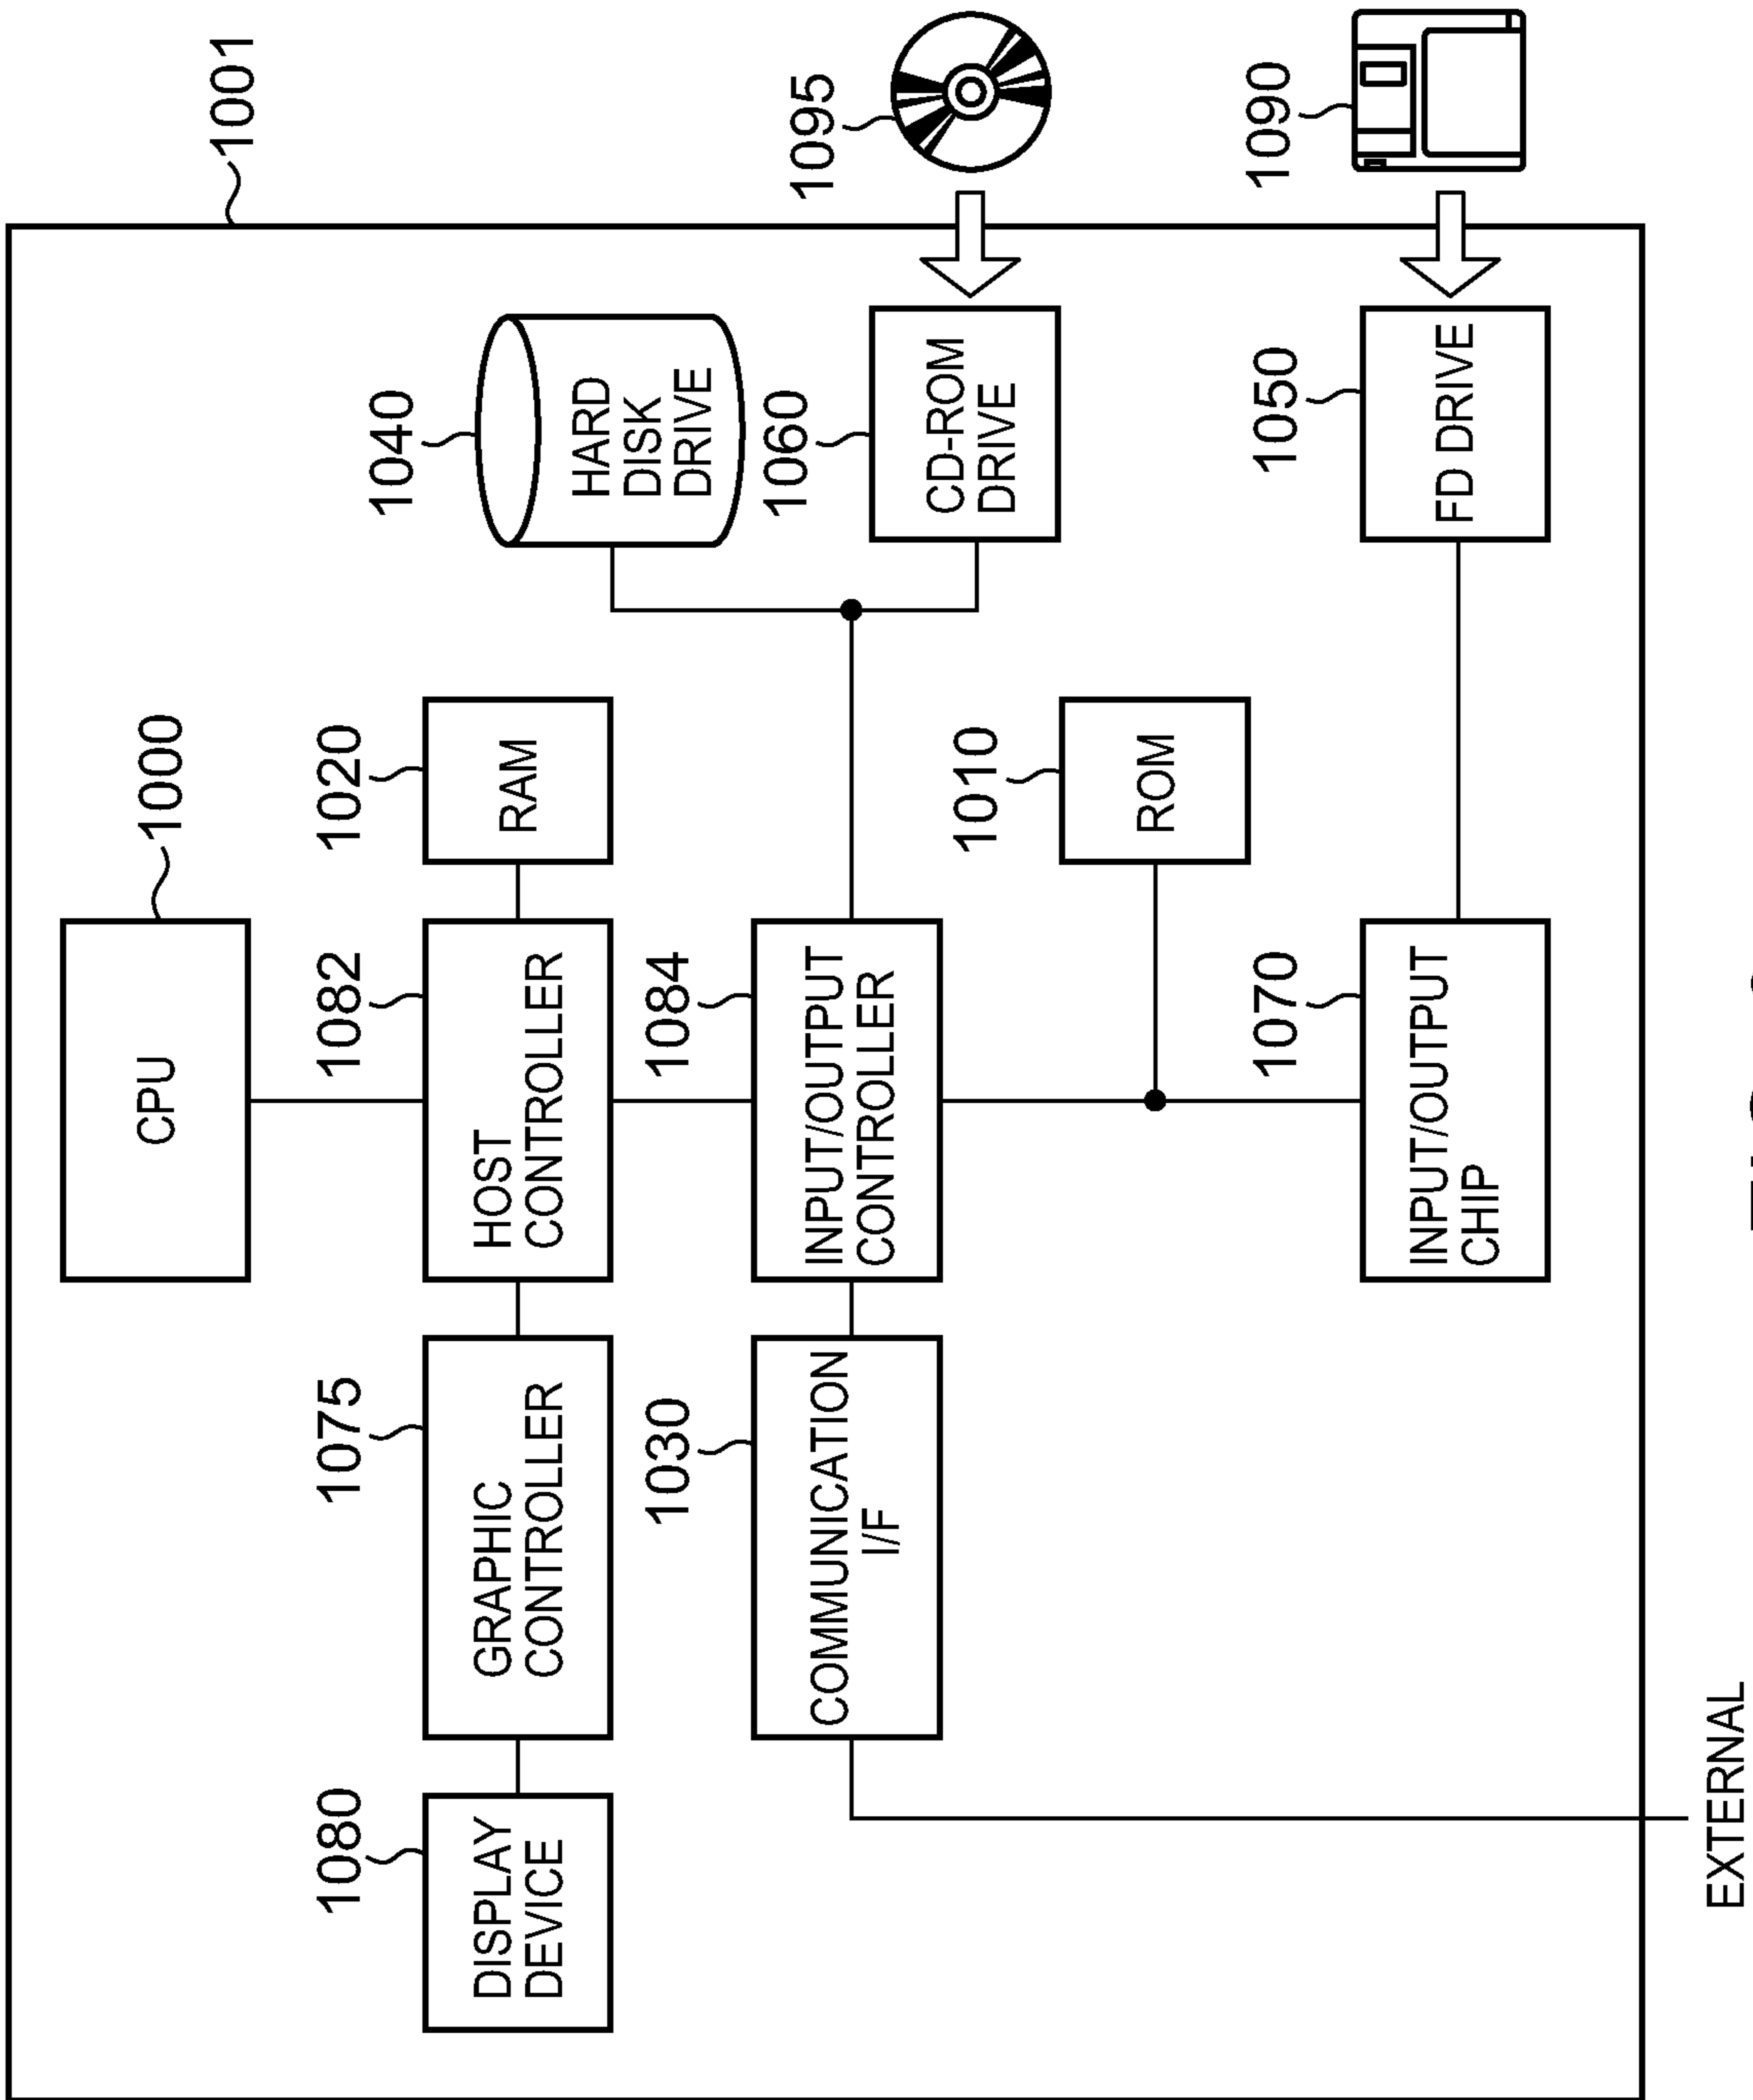 1001
CPU
1000
1080
DISPLAY
DEVICE
1075
GRAPHIC
CONTROLLER
1082
HOST
CONTROLLER
1020
RAM
1040
HARD
DISK
DRIVE
1030
COMMUNICATION
I/F
1084
INPUT/OUTPUT
CONTROLLER
1060
CD-ROM
DRIVE
1095
1010
ROM
1070
INPUT/OUTPUT
CHIP
1050
FD DRIVE
1090
EXTERNAL